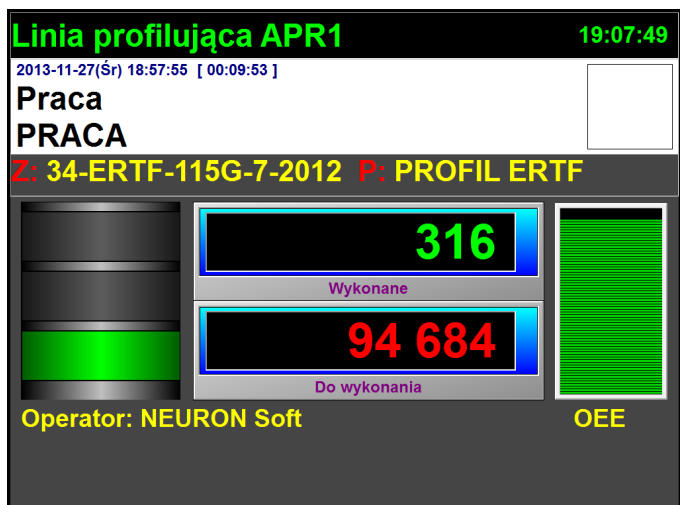 Linia profilująca APR1 19:07:49
2013-11-27(Śr) 18:57:55 [ 00:09:53 ]
Praca
PRACA
Z: 34-ERTF-115G-7-2012 P: PROFIL ERTF
316
Wykonane
94 684
Do wykonania
Operator: NEURON Soft OEE